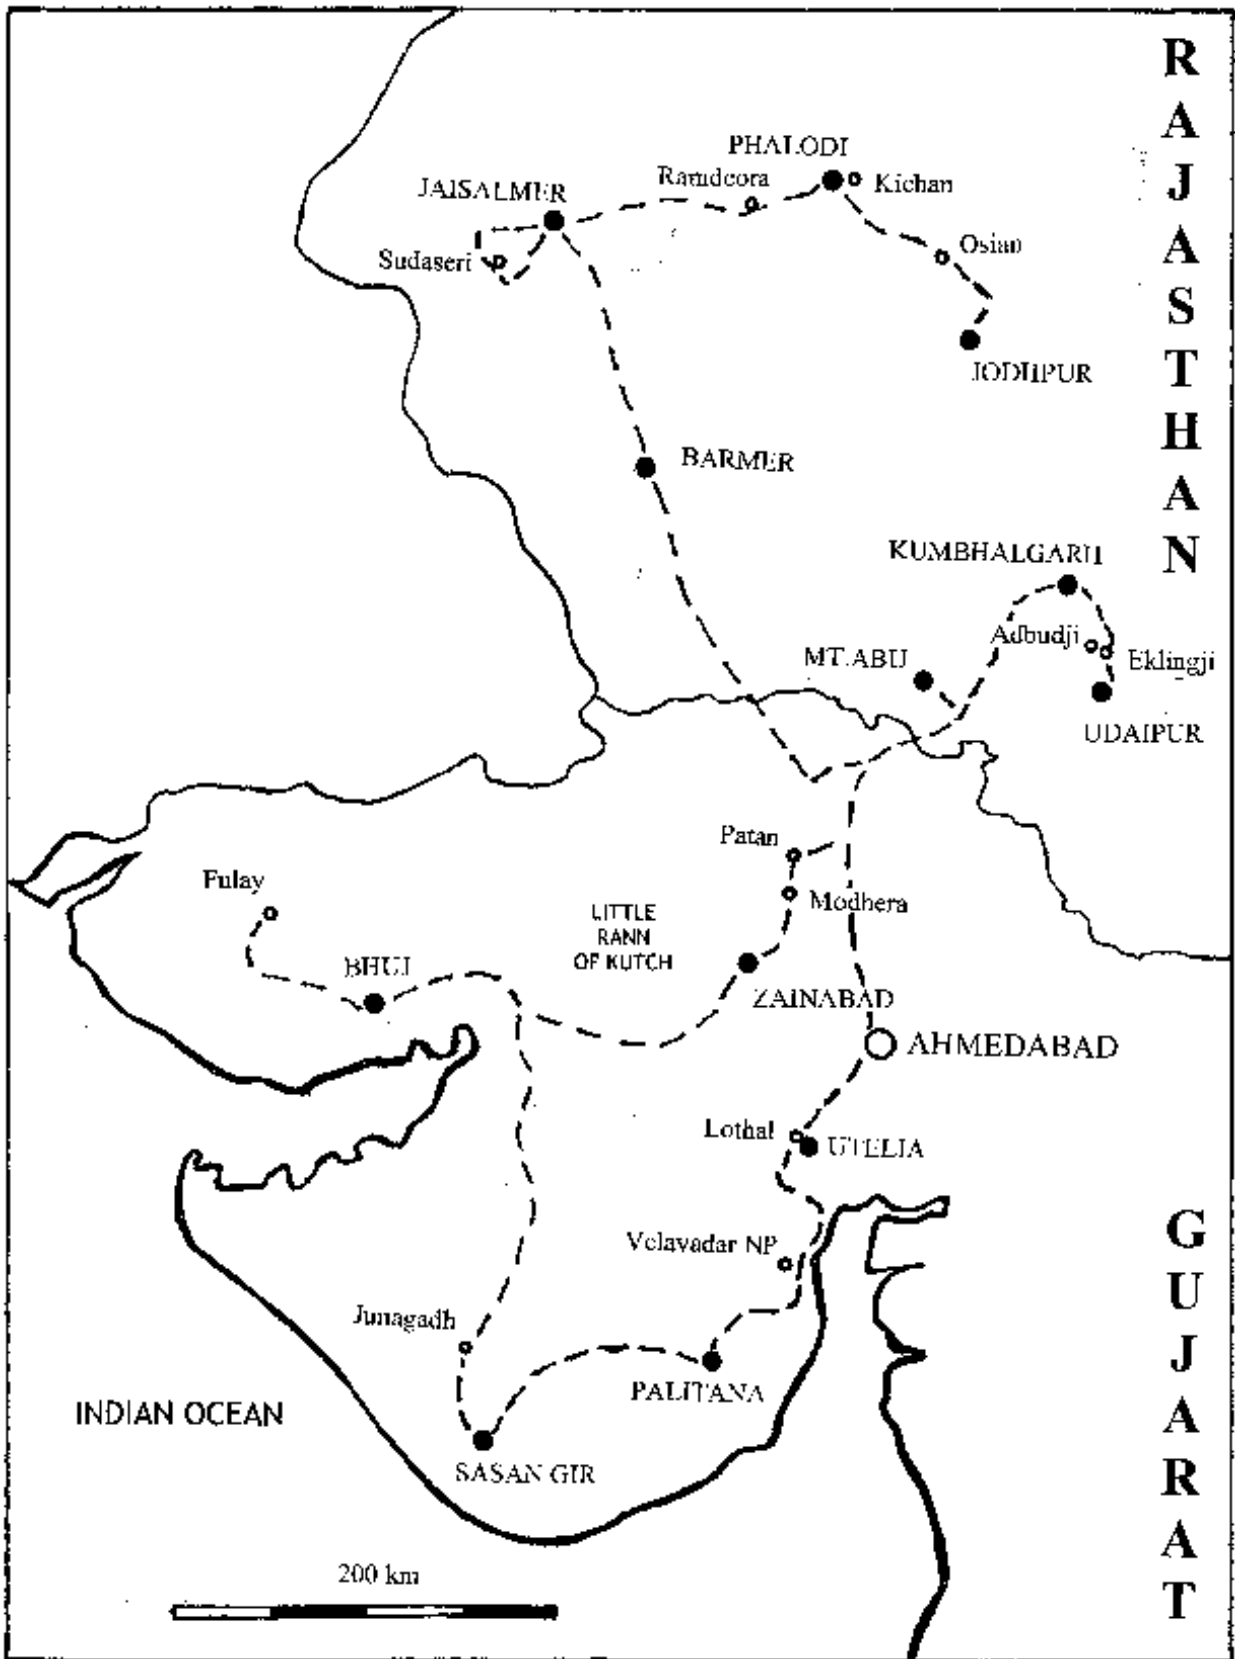 RAJASTHAN
PHALODI
Ramdeora
Kichan
JAISALMER
Sudaseri
Osian
JODHPUR
BARMER
KUMBHALGARH
Adbudji
Eklingji
MT.ABU
UDAIPUR
Patan
Fulay
Modhera
LITTLE
RANN
OF KUTCH
BHUJ
ZAINABAD
AHMEDABAD
Lothal
UTELIA
GUJARAT
Velavadar NP
Junagadh
PALITANA
INDIAN OCEAN
SASAN GIR
200 km